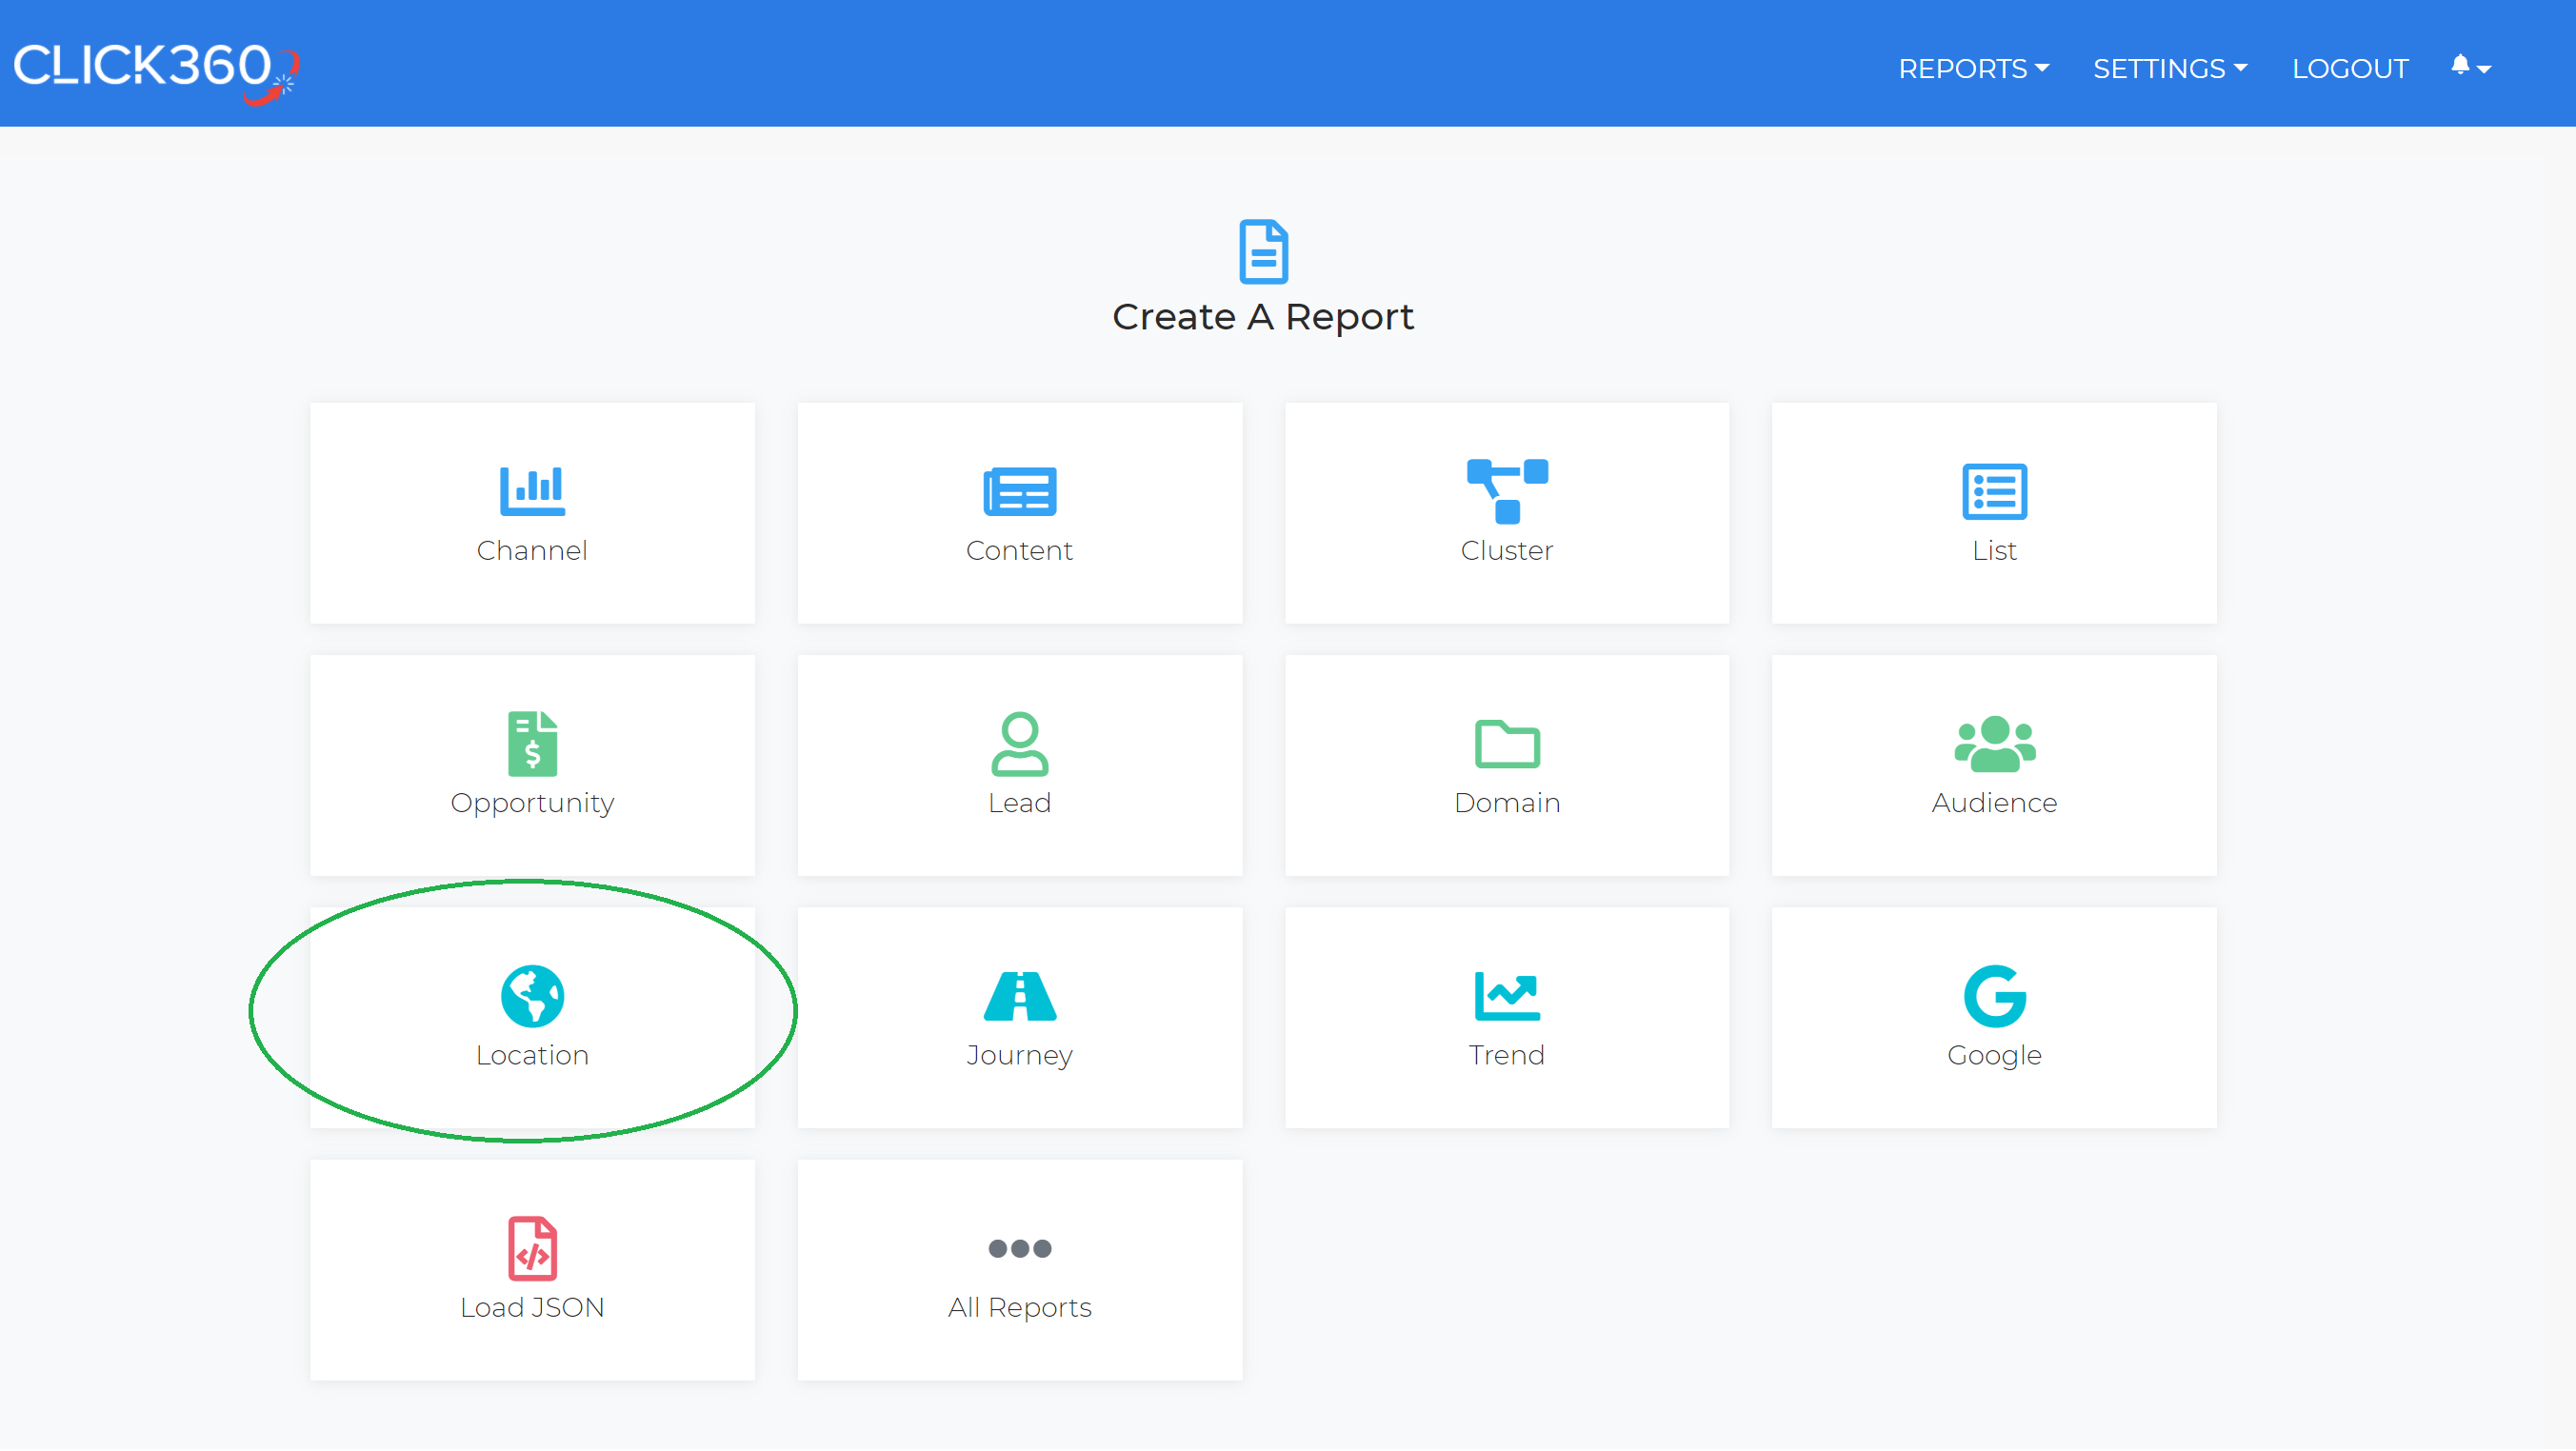 CLICK360
REPORTS SETTINGS LOGOUT
Create A Report
Channel Content Cluster List
Opportunity Lead Domain Audience
Location Journey Trend Google
Load JSON All Reports